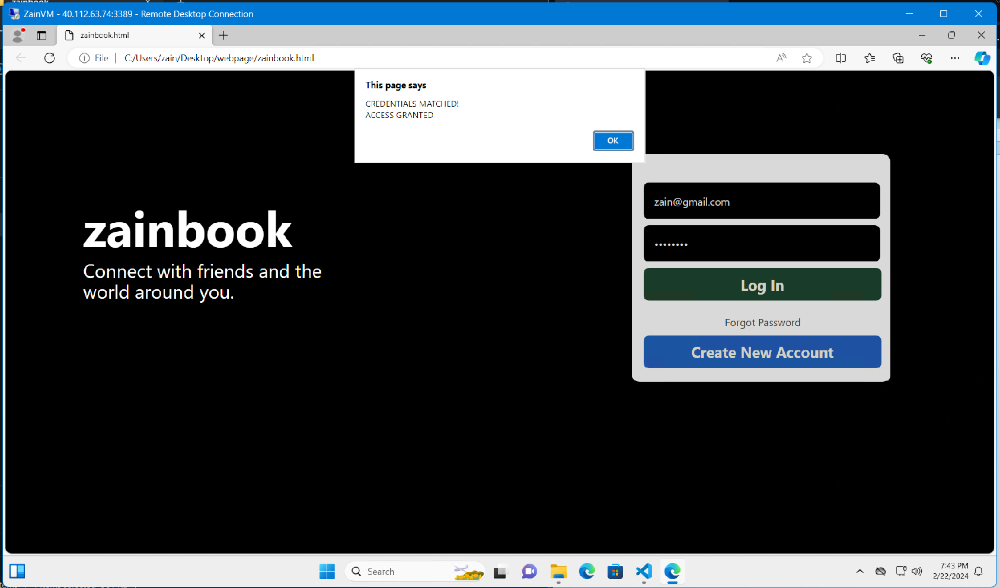 zainbook
ZainVM - 40.112.63.74:3389 - Remote Desktop Connection
zainbook.html
File
C:/Users/zain/Desktop/webpage/zainbook.html
This page says
CREDENTIALS MATCHED!
ACCESS GRANTED
OK
zainbook
Connect with friends and the
world around you.
zain@gmail.com
••••••••
Log In
Forgot Password
Create New Account
Search
7:43 PM
2/22/2024